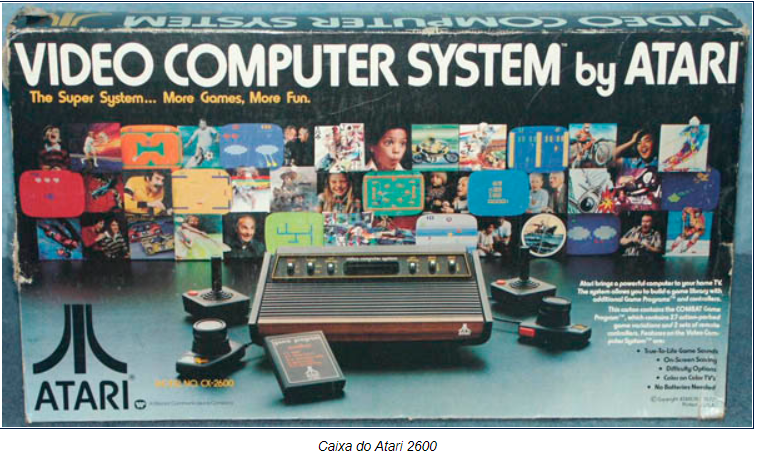 VIDEO COMPUTER SYSTEM
VIDEO COMPUTER SYSTEM™ by ATARI
The Super System... More Games, More Fun.
Atari brings a powerful computer to your home TV.
The system allows you to build a game library with
additional Game Programs™ and controllers.
This carton contains the COMBAT Game
Program™, which contains 27 action-packed
game variations and 2 sets of remote
controllers. Features on the Video Com-
puter System™ are:
• True-To-Life Game Sounds
• On-Screen Scoring
• Difficulty Options
• Color on Color TV's
• No Batteries Needed
ATARI®
MODEL NO. CX-2600
Caixa do Atari 2600